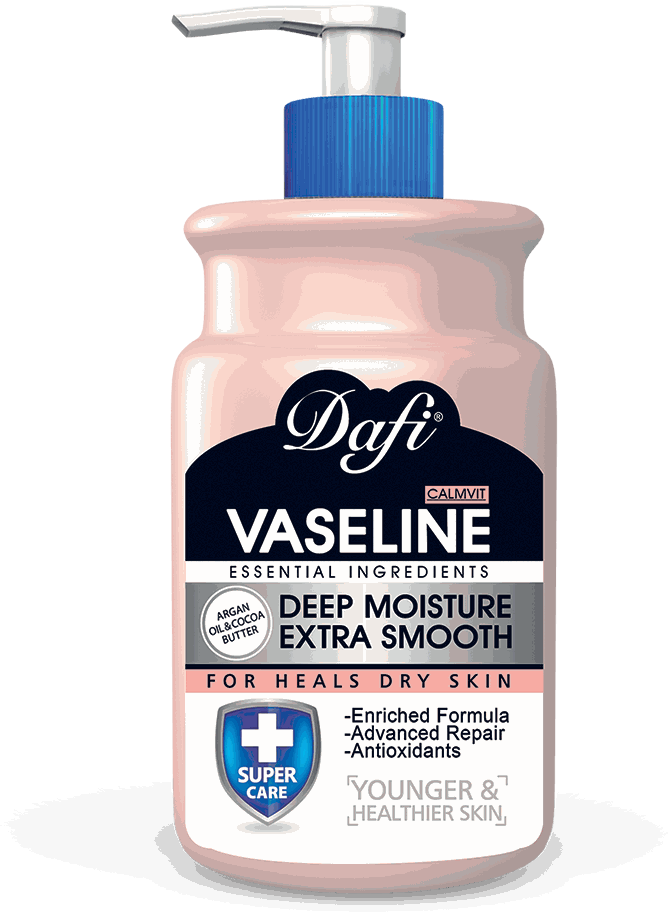 Dafi®
CALMVIT
VASELINE
ESSENTIAL INGREDIENTS
ARGAN
OIL&COCOA
BUTTER
DEEP MOISTURE
EXTRA SMOOTH
FOR HEALS DRY SKIN
SUPER
CARE
-Enriched Formula
-Advanced Repair
-Antioxidants
YOUNGER &
HEALTHIER SKIN